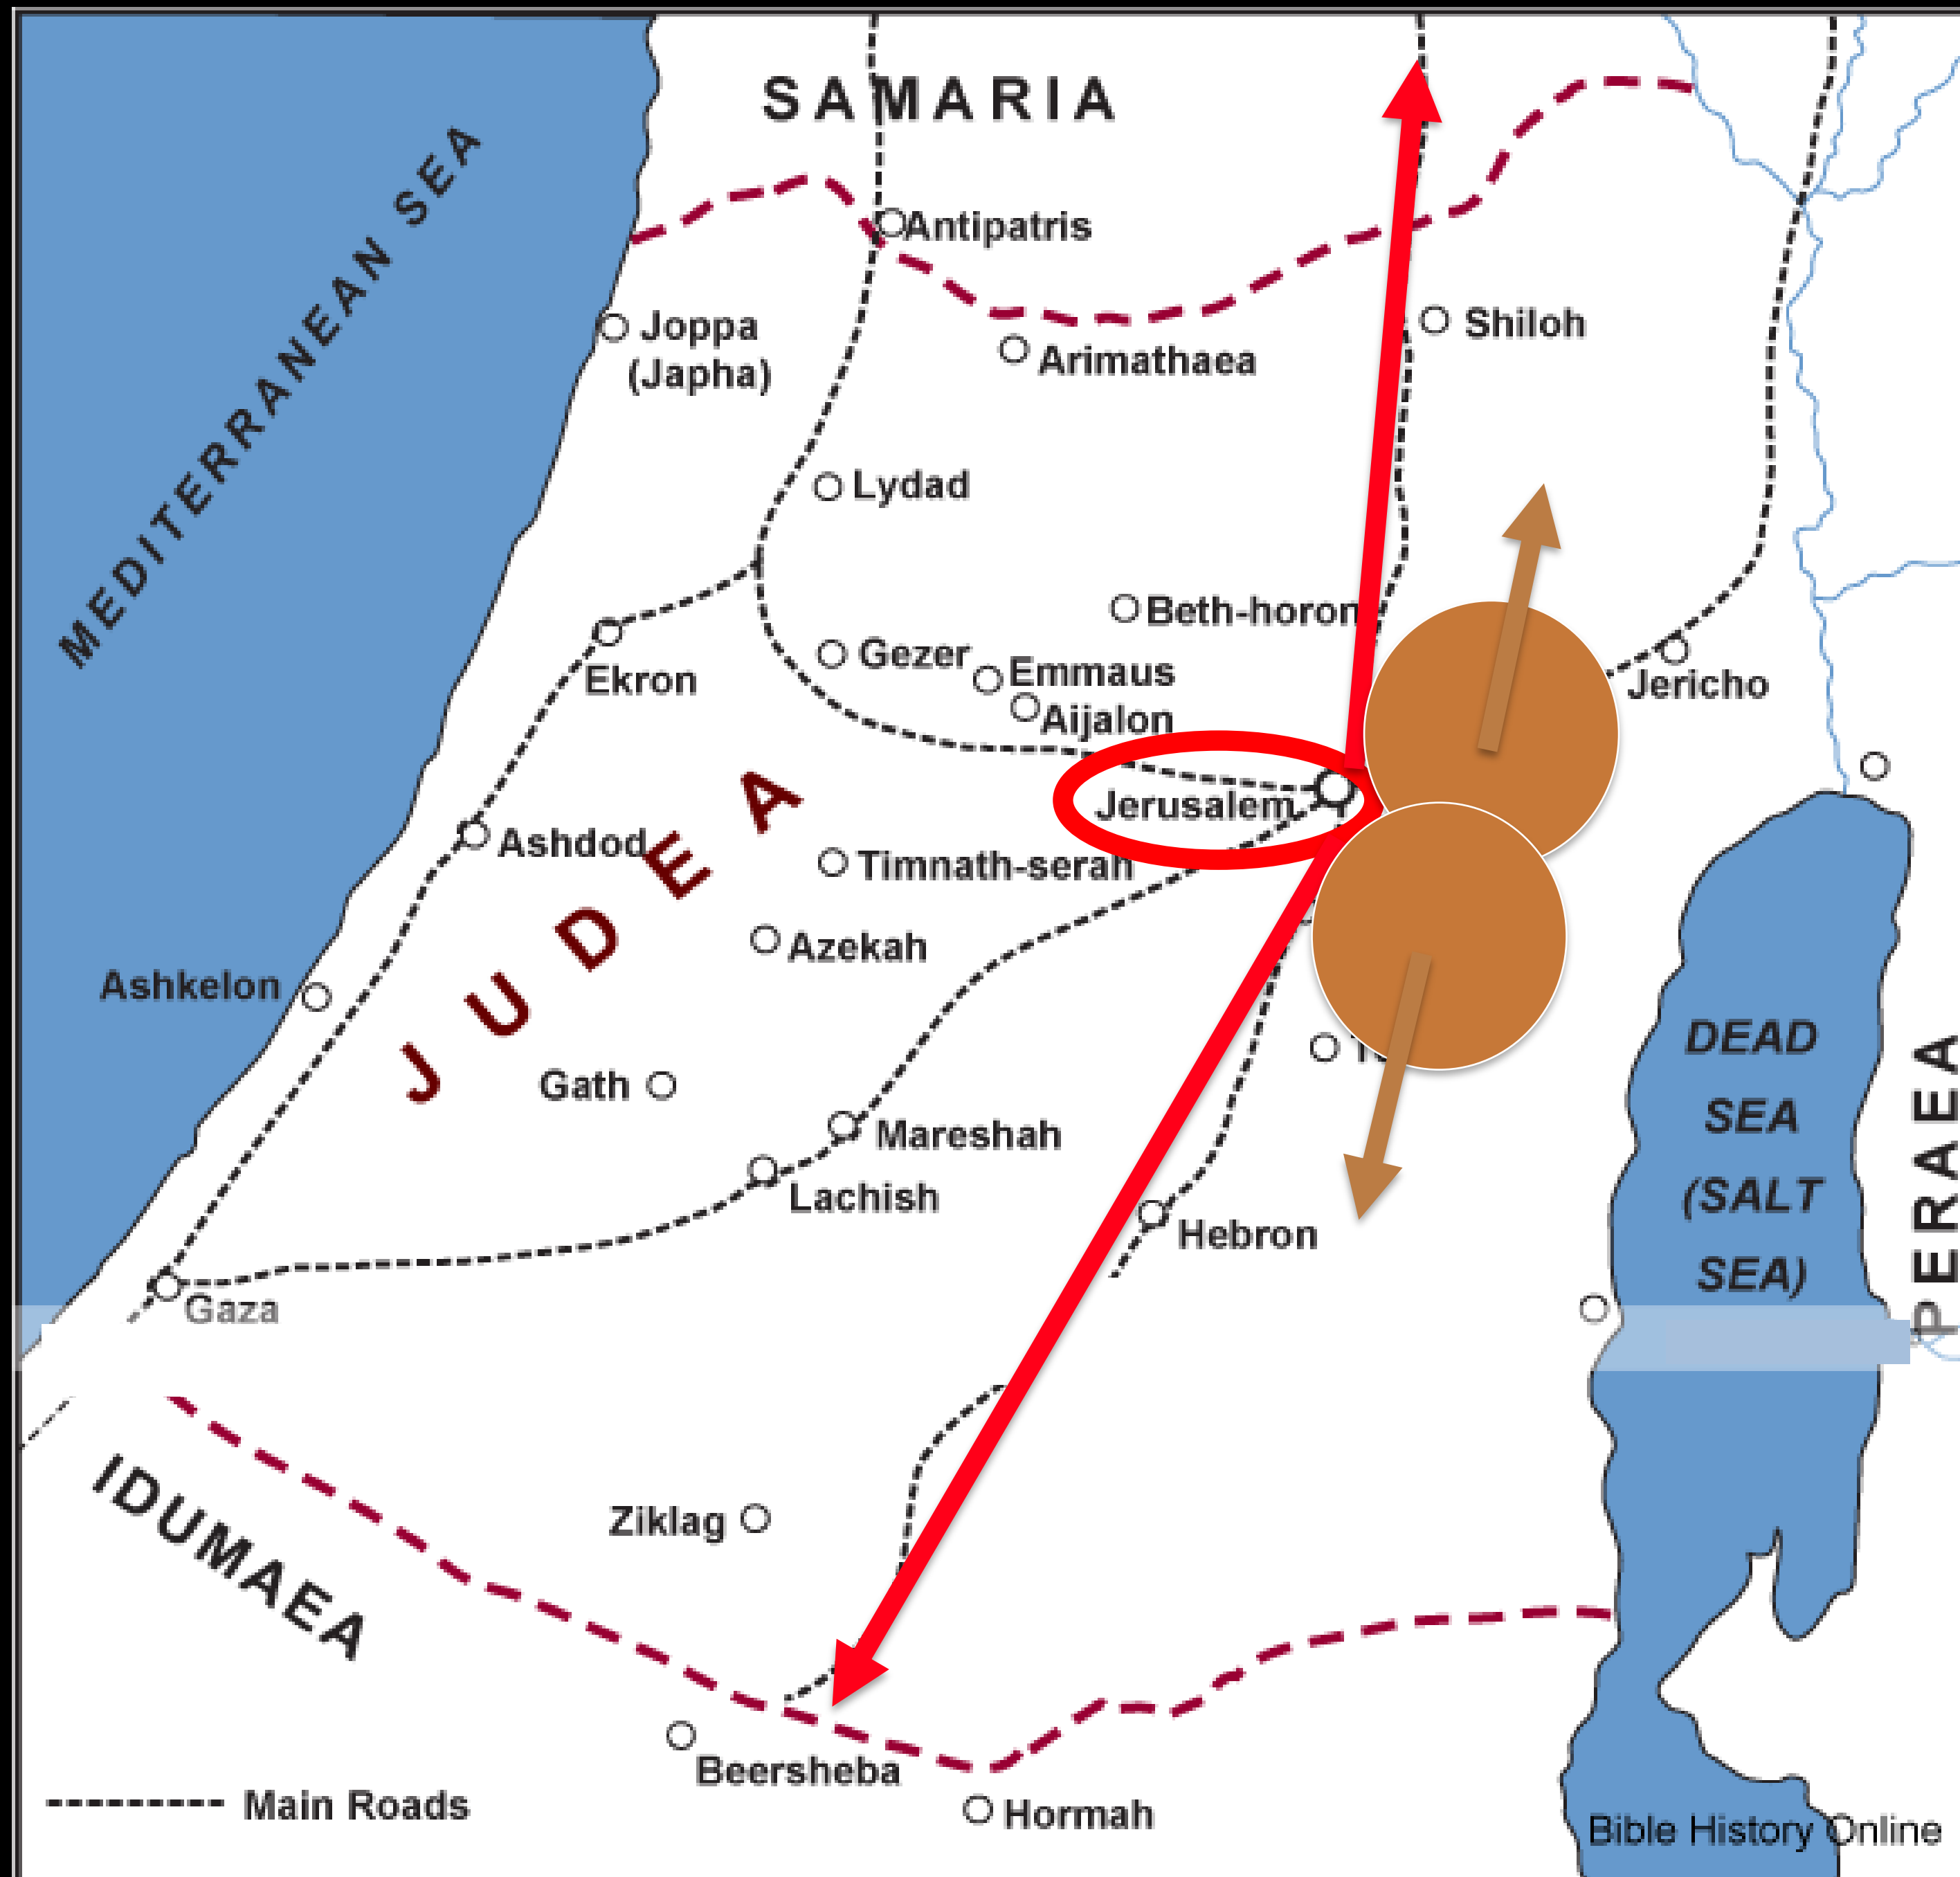 SAMARIA
MEDITERRANEAN SEA
Antipatris
Joppa
(Japha)
Arimathaea
Shiloh
Lydad
Beth-horon
Gezer
Emmaus
Aijalon
Ekron
Jericho
Jerusalem
Ashdod
Timnath-serah
JUDEA
Azekah
Ashkelon
Gath
Mareshah
Lachish
Hebron
Gaza
DEAD
SEA
(SALT
SEA)
PERAEA
IDUMAEA
Ziklag
Beersheba
Hormah
Main Roads
Bible History Online